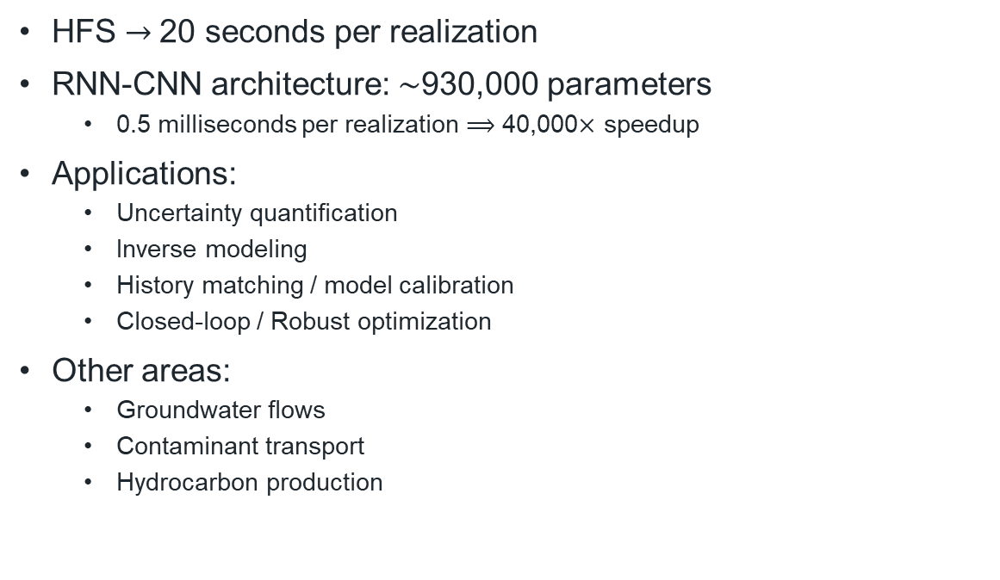 • HFS → 20 seconds per realization
• RNN-CNN architecture: ~930,000 parameters
• 0.5 milliseconds per realization ⟹ 40,000× speedup
• Applications:
• Uncertainty quantification
• Inverse modeling
• History matching / model calibration
• Closed-loop / Robust optimization
• Other areas:
• Groundwater flows
• Contaminant transport
• Hydrocarbon production